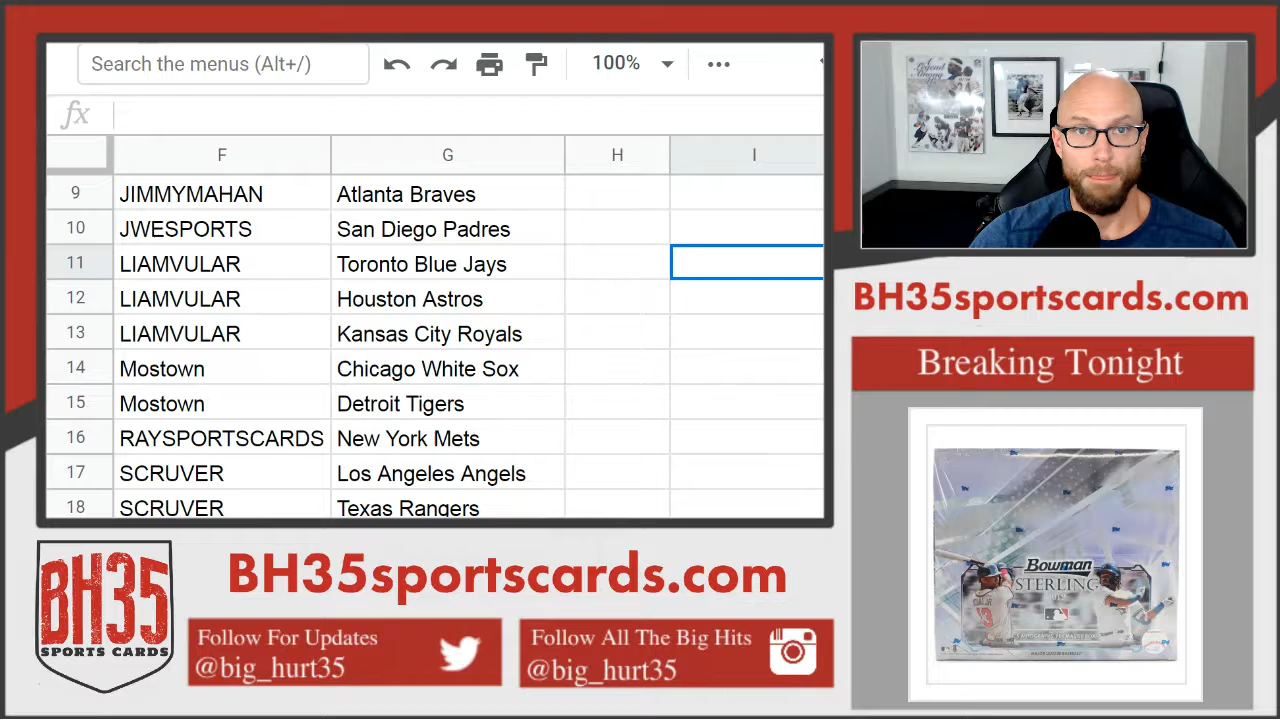 Search the menus (Alt+/)
100%
fx
F G H I
9 JIMMYMAHAN Atlanta Braves
10 JWESPORTS San Diego Padres
11 LIAMVULAR Toronto Blue Jays
12 LIAMVULAR Houston Astros
13 LIAMVULAR Kansas City Royals
14 Mostown Chicago White Sox
15 Mostown Detroit Tigers
16 RAYSPORTSCARDS New York Mets
17 SCRUVER Los Angeles Angels
18 SCRUVER Texas Rangers
BH35sportscards.com
Breaking Tonight
Bowman
STERLING
BH35
SPORTS CARDS
BH35sportscards.com
Follow For Updates
@big_hurt35
Follow All The Big Hits
@big_hurt35